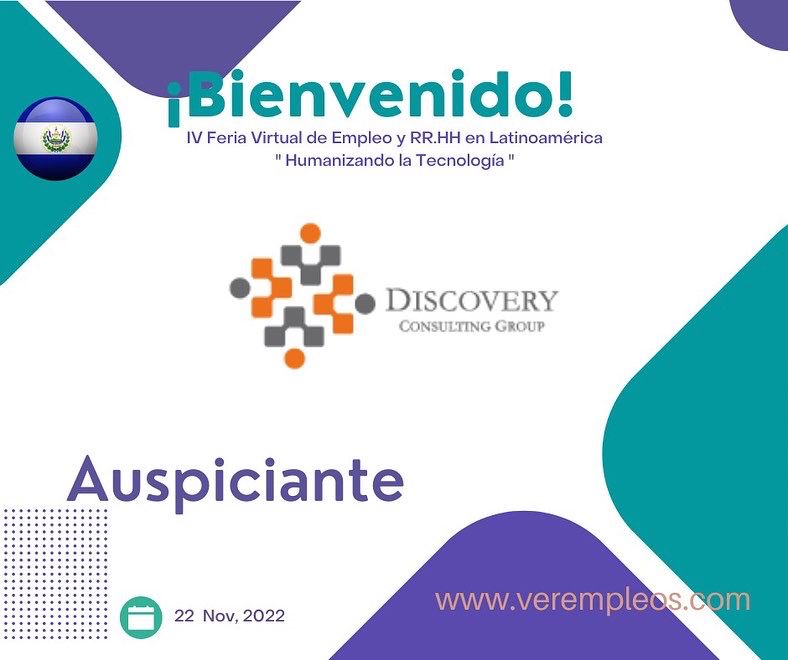 ¡Bienvenido!
IV Feria Virtual de Empleo y RR.HH en Latinoamérica
" Humanizando la Tecnología "
DISCOVERY
CONSULTING GROUP
Auspiciante
22 Nov, 2022
www.verempleos.com